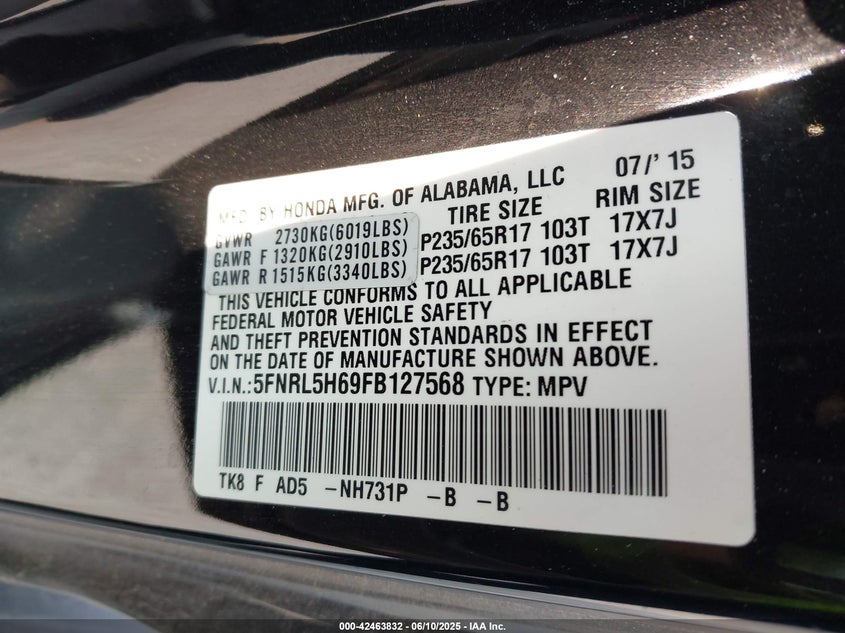 MFD. BY HONDA MFG. OF ALABAMA, LLC 07/' 15
TIRE SIZE RIM SIZE
GVWR 2730KG(6019LBS)
GAWR F 1320KG(2910LBS) P235/65R17 103T 17X7J
GAWR R 1515KG(3340LBS) P235/65R17 103T 17X7J
THIS VEHICLE CONFORMS TO ALL APPLICABLE
FEDERAL MOTOR VEHICLE SAFETY
AND THEFT PREVENTION STANDARDS IN EFFECT
ON THE DATE OF MANUFACTURE SHOWN ABOVE.
V.I.N.:5FNRL5H69FB127568 TYPE: MPV
TK8 F AD5 -NH731P -B -B
000-42463832 - 06/10/2025 - IAA Inc.